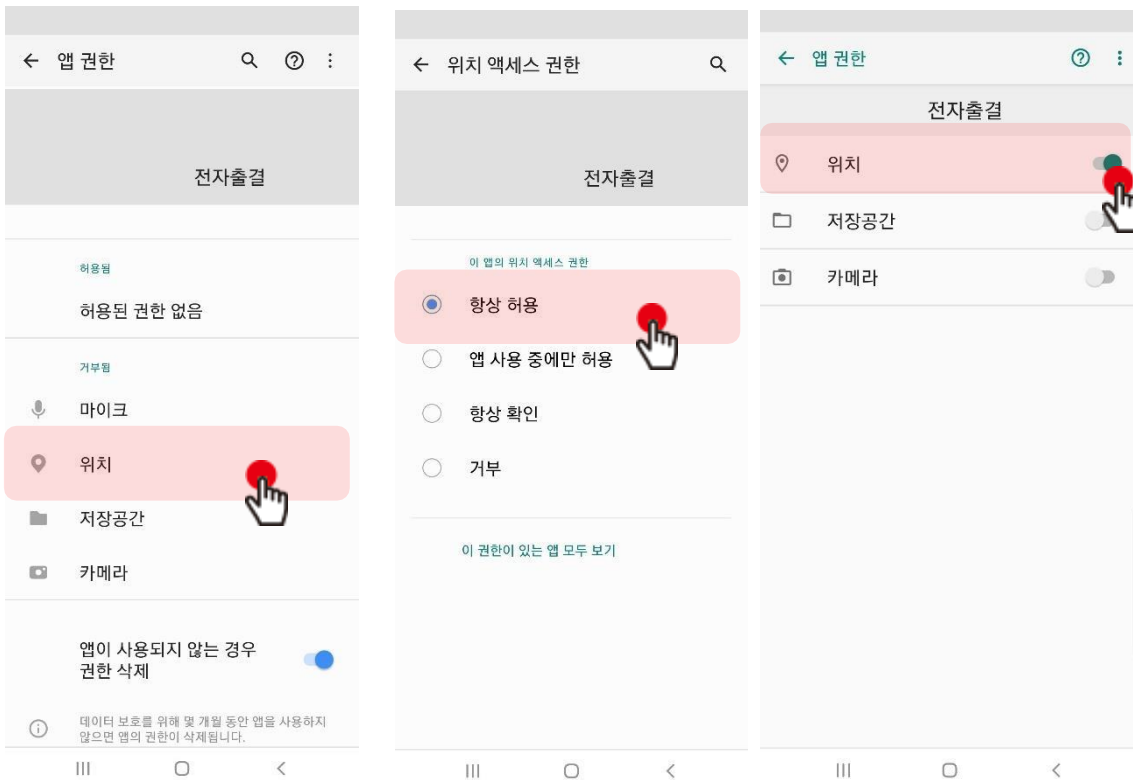 앱 권한
전자출결
허용됨
허용된 권한 없음
거부됨
마이크
위치
저장공간
카메라
앱이 사용되지 않는 경우
권한 삭제
데이터 보호를 위해 몇 개월 동안 앱을 사용하지
않으면 앱의 권한이 삭제됩니다.
위치 액세스 권한
전자출결
이 앱의 위치 액세스 권한
항상 허용
앱 사용 중에만 허용
항상 확인
거부
이 권한이 있는 앱 모두 보기
앱 권한
전자출결
위치
저장공간
카메라